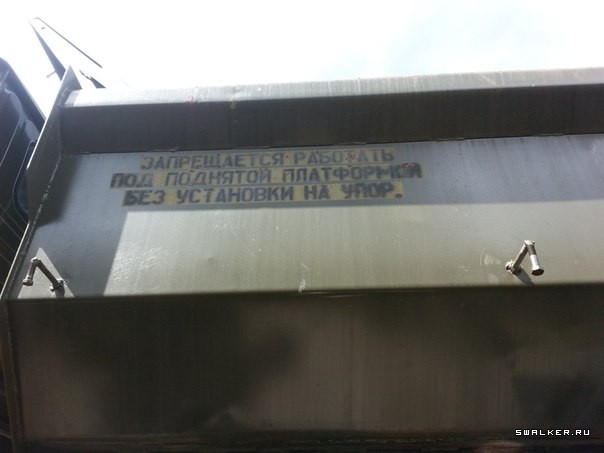 ЗАПРЕЩАЕТСЯ РАБОТАТЬ
ПОД ПОДНЯТОЙ ПЛАТФОРМОЙ
БЕЗ УСТАНОВКИ НА УПОР.
SWALKER.RU